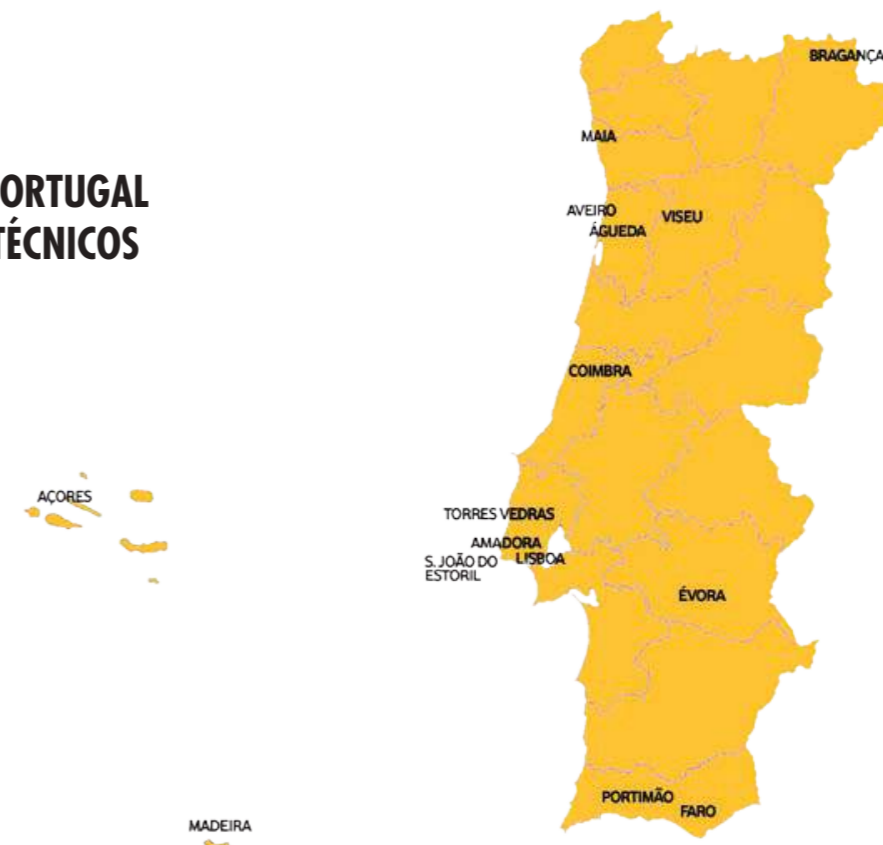 BRAGANÇA
MAIA
ORTUGAL
TÉCNICOS
AVEIRO
VISEU
ÁGUEDA
COIMBRA
AÇORES
TORRES VEDRAS
AMADORA
LISBOA
S. JOÃO DO
ESTORIL
ÉVORA
PORTIMÃO
FARO
MADEIRA